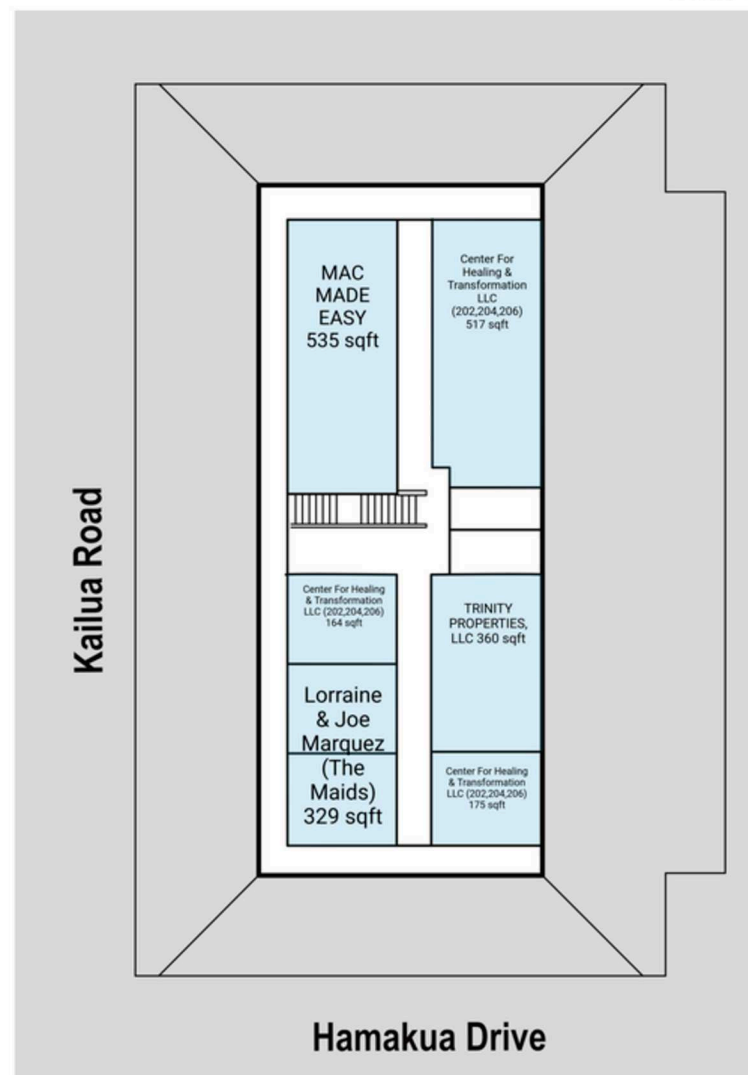 MAC
MADE
EASY
535 sqft
Center For
Healing &
Transformation
LLC
(202,204,206)
517 sqft
Kailua Road
Center For Healing
& Transformation
LLC (202,204,206)
164 sqft
TRINITY
PROPERTIES,
LLC 360 sqft
Lorraine
& Joe
Marquez
(The
Maids)
329 sqft
Center For Healing
& Transformation
LLC (202,204,206)
175 sqft
Hamakua Drive